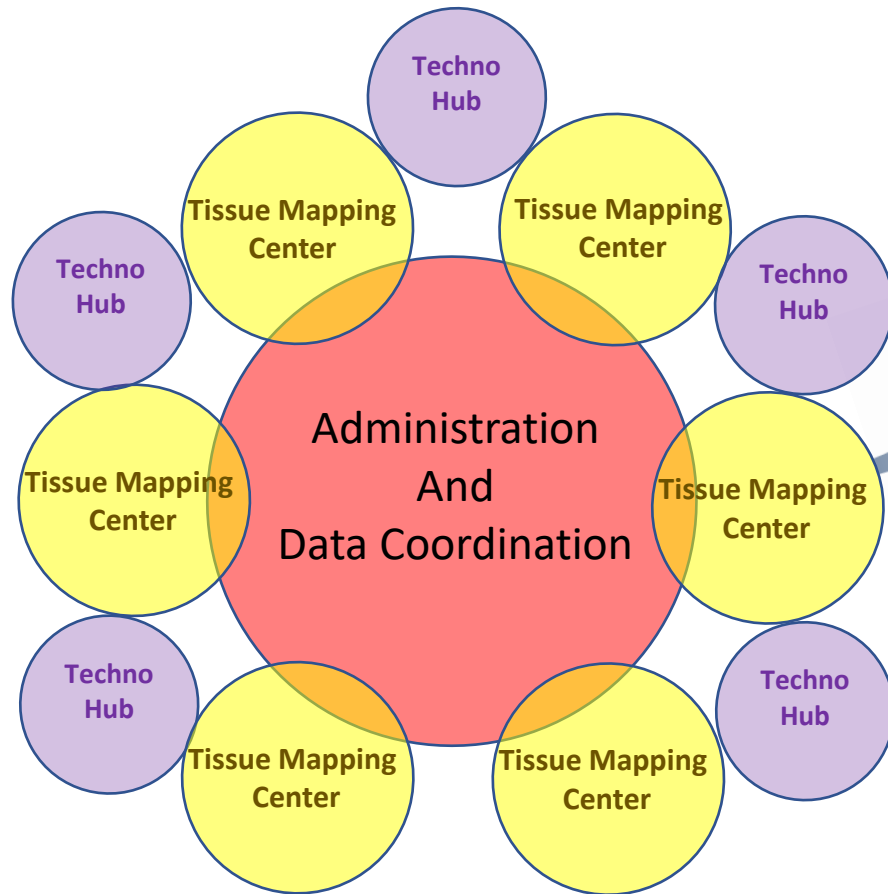 Techno
Hub
Tissue Mapping
Center
Tissue Mapping
Center
Techno
Hub
Techno
Hub
Administration
And
Data Coordination
Tissue Mapping
Center
Tissue Mapping
Center
Techno
Hub
Techno
Hub
Tissue Mapping
Center
Tissue Mapping
Center